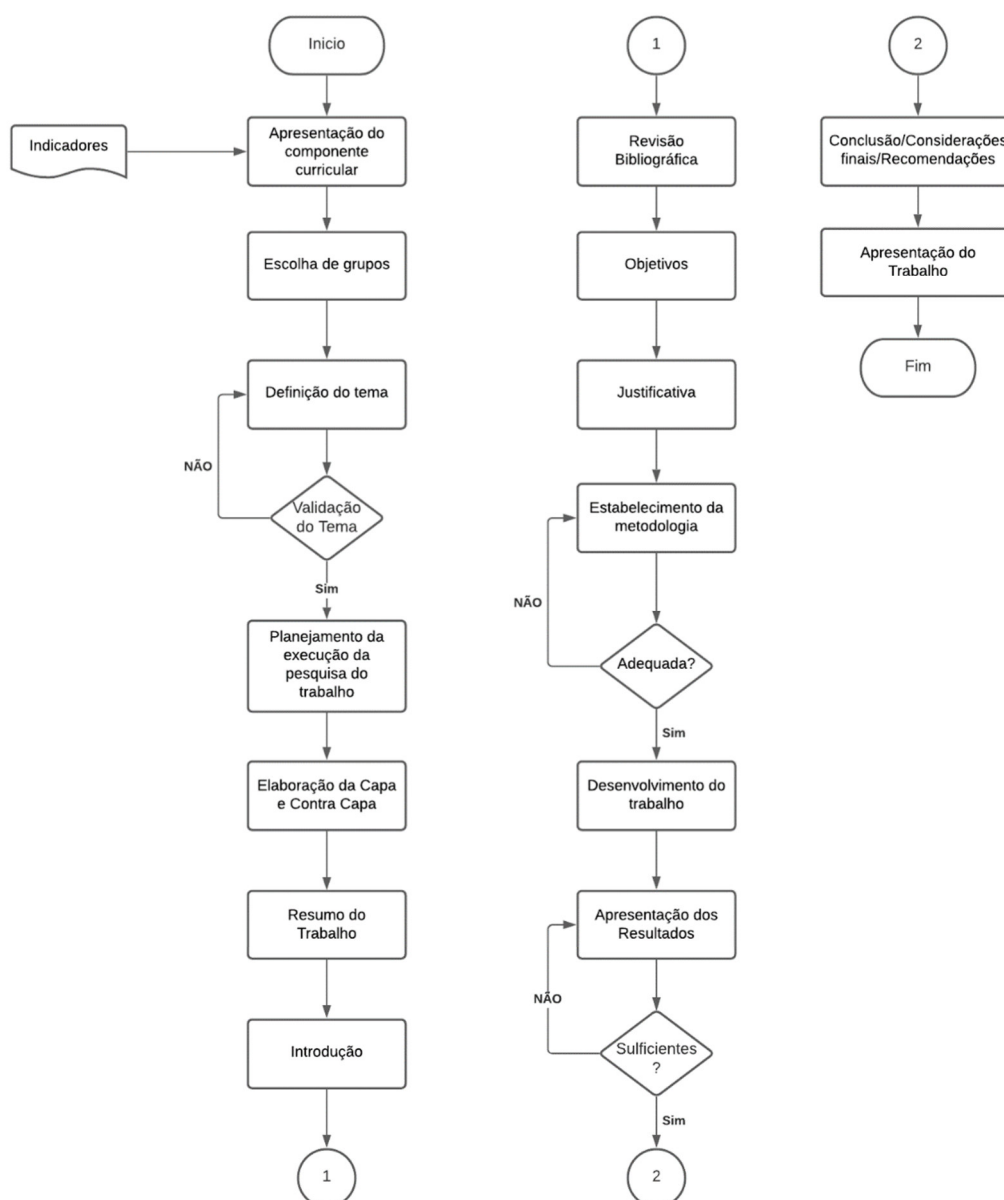 Inicio
Indicadores
Apresentação do
componente
curricular
Escolha de grupos
Definição do tema
NÃO
Validação
do Tema
Sim
Planejamento da
execução da
pesquisa do
trabalho
Elaboração da Capa
e Contra Capa
Resumo do
Trabalho
Introdução
1
1
Revisão
Bibliográfica
Objetivos
Justificativa
Estabelecimento da
metodologia
NÃO
Adequada?
Sim
Desenvolvimento do
trabalho
Apresentação dos
Resultados
NÃO
Sulficientes
?
Sim
2
2
Conclusão/Considerações
finais/Recomendações
Apresentação do
Trabalho
Fim